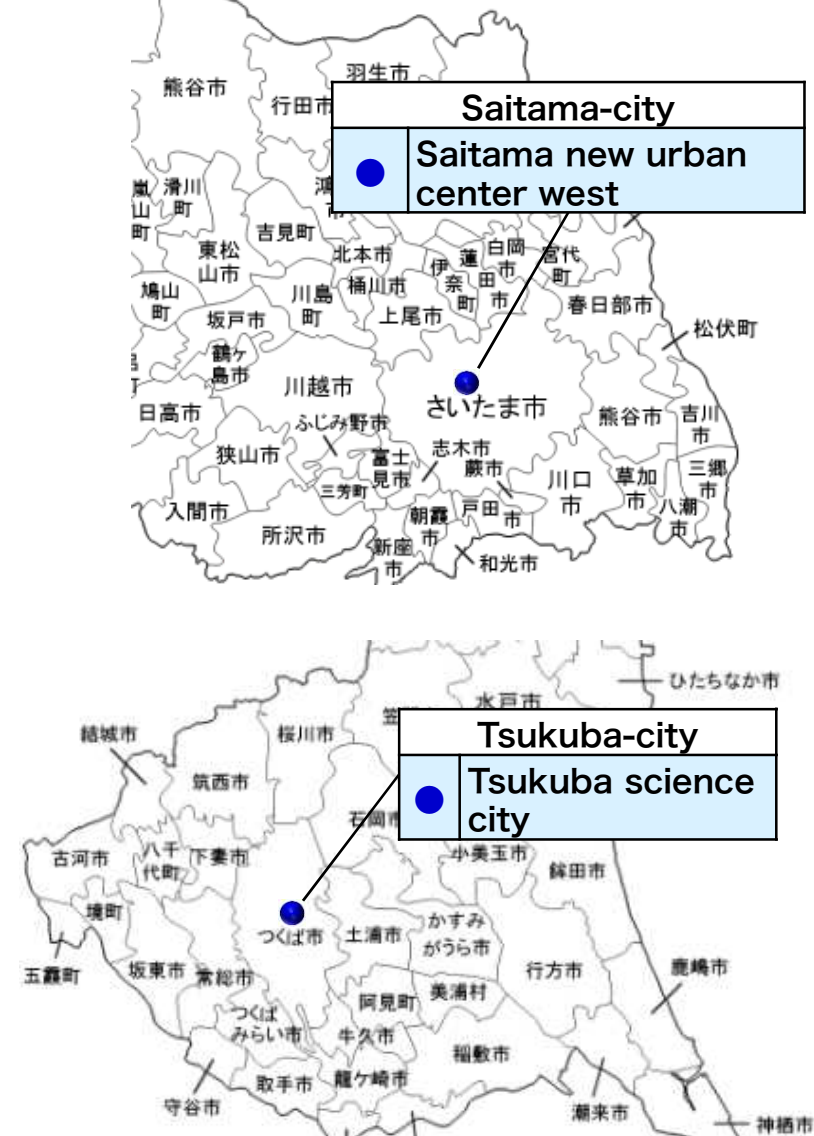 羽生市
熊谷市
行田市
Saitama-city
Saitama new urban
center west
嵐
山
町
滑川
町
吉見町
東松
山市
北本市
伊
奈
町
蓮
田
市
白岡
市
宮代
町
鳩山
町
川島
町
桶川市
上尾市
春日部市
坂戸市
松伏町
鶴ヶ
島市
川越市
さいたま市
日高市
ふじみ野市
熊谷市
吉川
市
狭山市
富士
見市
志木市
蕨市
川口
市
草加
市
三郷
市
三芳町
入間市
朝霞
市
戸田
市
八潮
市
所沢市
新座
市
和光市
ひたちなか市
水戸市
結城市
桜川市
Tsukuba-city
筑西市
Tsukuba science
city
石岡市
古河市
八千
代町
下妻市
小美玉市
鉾田市
境町
つくば市
土浦市
かすみ
がうら市
五霞町
坂東市
常総市
行方市
鹿嶋市
阿見町
美浦村
つくば
みらい市
牛久市
稲敷市
守谷市
取手市
龍ケ崎市
潮来市
神栖市